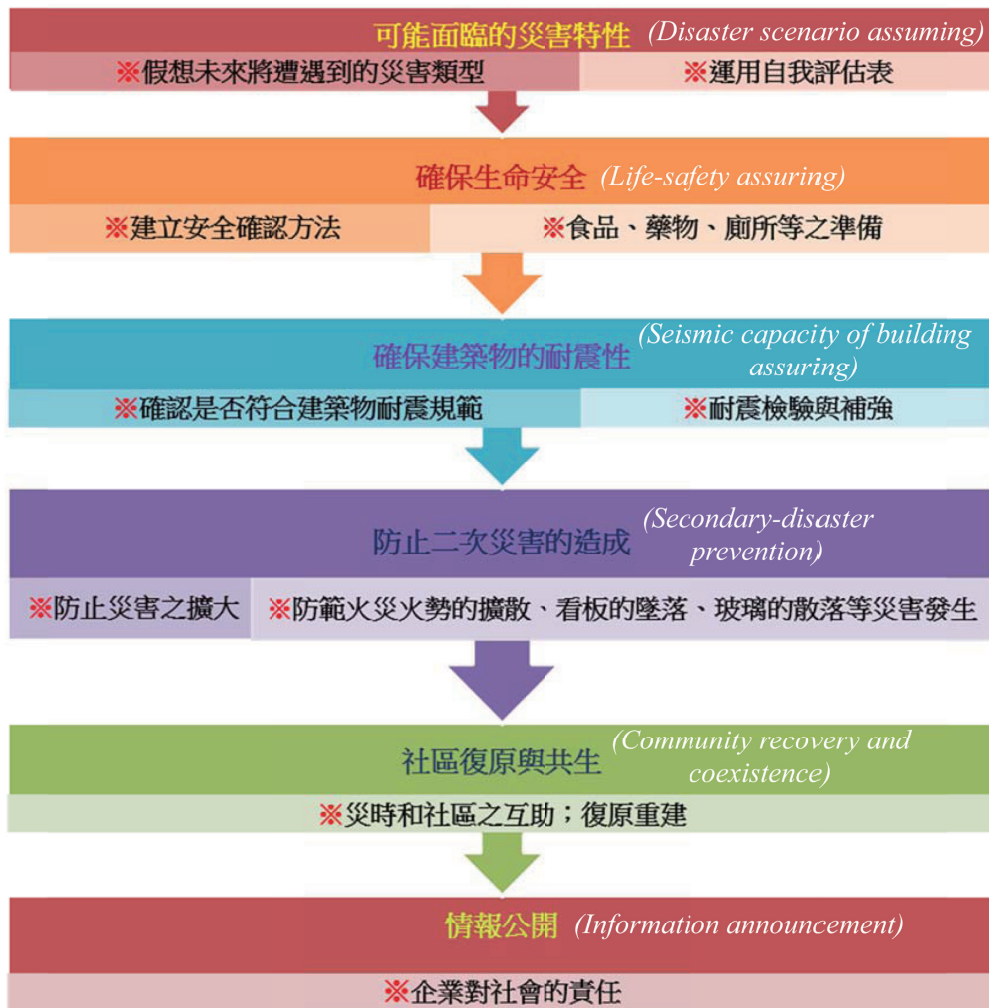 可能面臨的災害特性 (Disaster scenario assuming)
※假想未來將遭遇到的災害類型 ※運用自我評估表
確保生命安全 (Life-safety assuring)
※建立安全確認方法 ※食品、藥物、廁所等之準備
確保建築物的耐震性 (Seismic capacity of building
assuring)
※確認是否符合建築物耐震規範 ※耐震檢驗與補強
防止二次災害的造成 (Secondary-disaster
prevention)
※防止災害之擴大 ※防範火災火勢的擴散、看板的墜落、玻璃的散落等災害發生
社區復原與共生 (Community recovery and
coexistence)
※災時和社區之互助；復原重建
情報公開 (Information announcement)
※企業對社會的責任